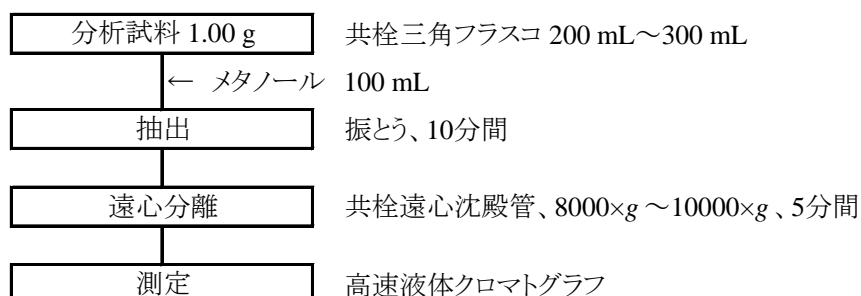 分析試料 1.00 g 共栓三角フラスコ 200 mL～300 mL
← メタノール 100 mL
抽出 振とう、10分間
遠心分離 共栓遠心沈殿管、8000×g～10000×g、5分間
測定 高速液体クロマトグラフ